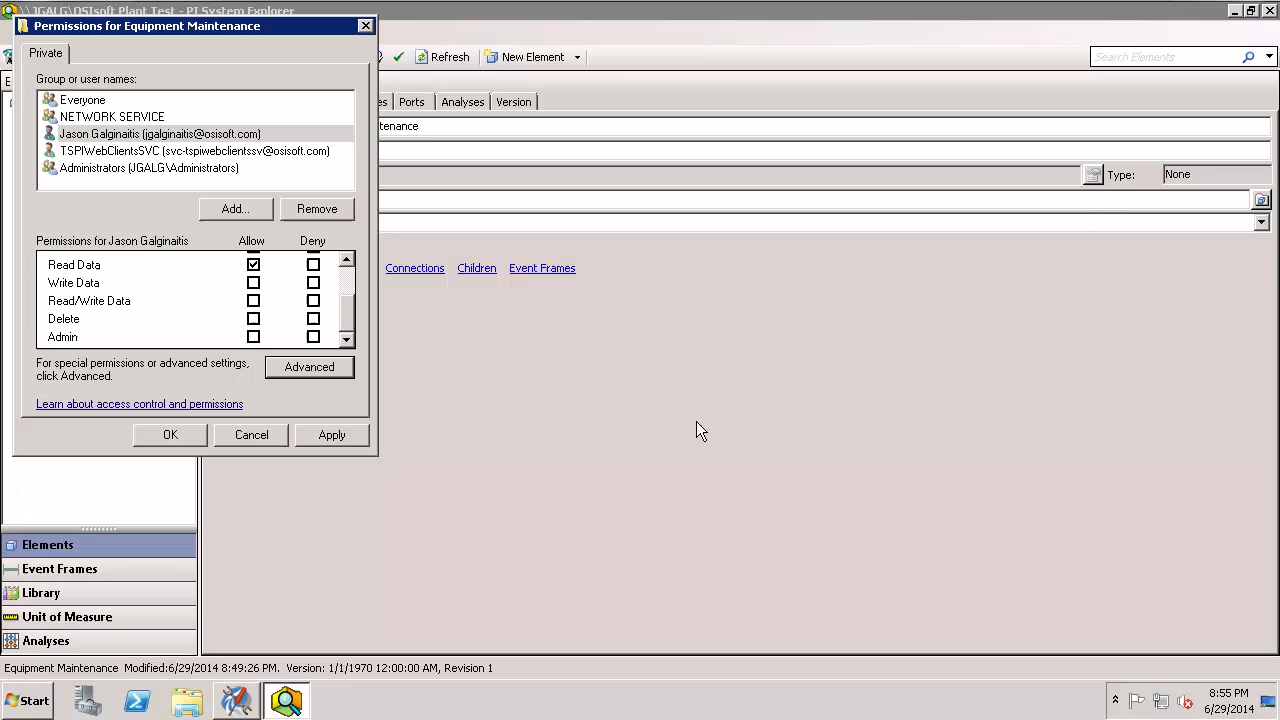 \\JGALG\OSIsoft Plant Test - PI System Explorer
Permissions for Equipment Maintenance
Private
Group or user names:
Everyone
NETWORK SERVICE
Jason Galginaitis (jgalginaitis@osisoft.com)
TSPIWebClientsSVC (svc-tspiwebclientssv@osisoft.com)
Administrators (JGALG\Administrators)
Add...
Remove
Permissions for Jason Galginaitis
Allow
Deny
Read Data
Write Data
Read/Write Data
Delete
Admin
For special permissions or advanced settings,
click Advanced.
Advanced
Learn about access control and permissions
OK
Cancel
Apply
Refresh
New Element
Search Elements
E
es
Ports
Analyses
Version
tenance
Type:
None
Connections
Children
Event Frames
Elements
Event Frames
Library
Unit of Measure
Analyses
Equipment Maintenance Modified:6/29/2014 8:49:26 PM. Version: 1/1/1970 12:00:00 AM, Revision 1
Start
8:55 PM
6/29/2014